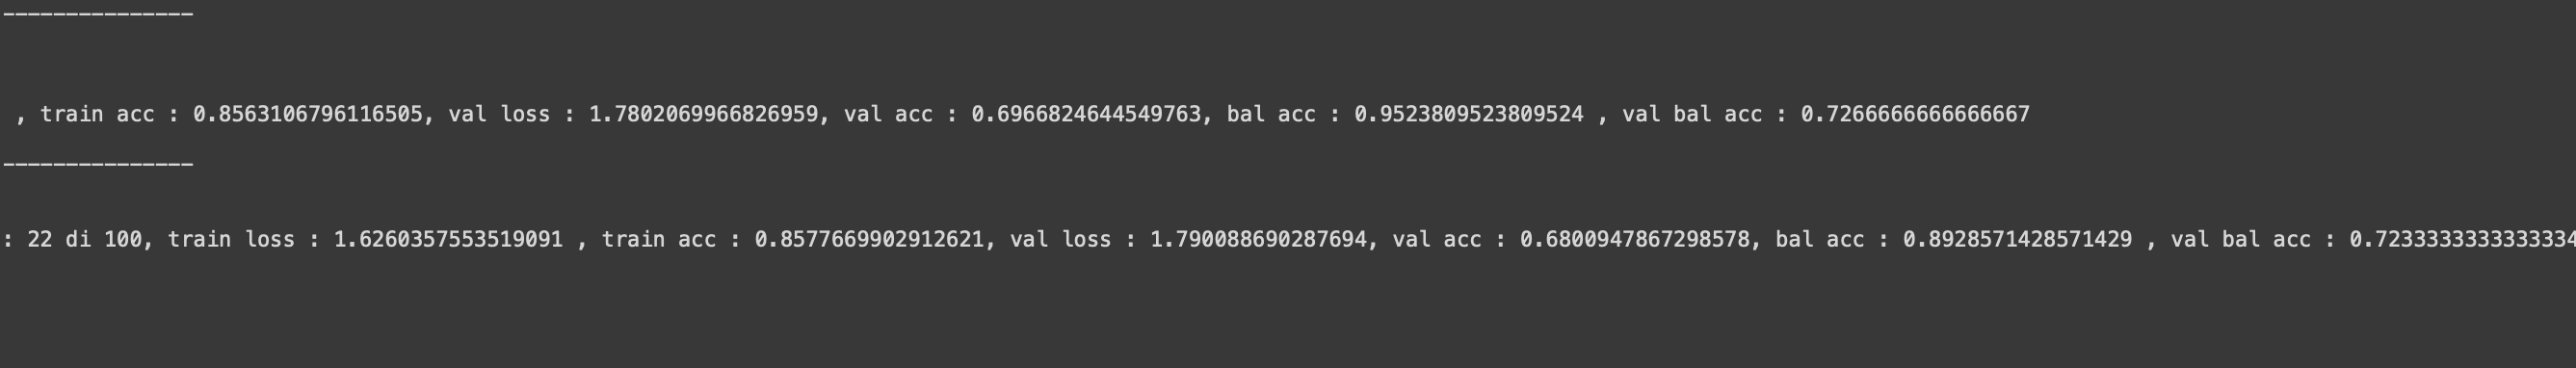 ---------------
 , train acc : 0.8563106796116505, val loss : 1.7802069966826959, val acc : 0.6966824644549763, bal acc : 0.9523809523809524 , val bal acc : 0.7266666666666667
---------------
: 22 di 100, train loss : 1.6260357553519091 , train acc : 0.8577669902912621, val loss : 1.790088690287694, val acc : 0.6800947867298578, bal acc : 0.8928571428571429 , val bal acc : 0.7233333333333334